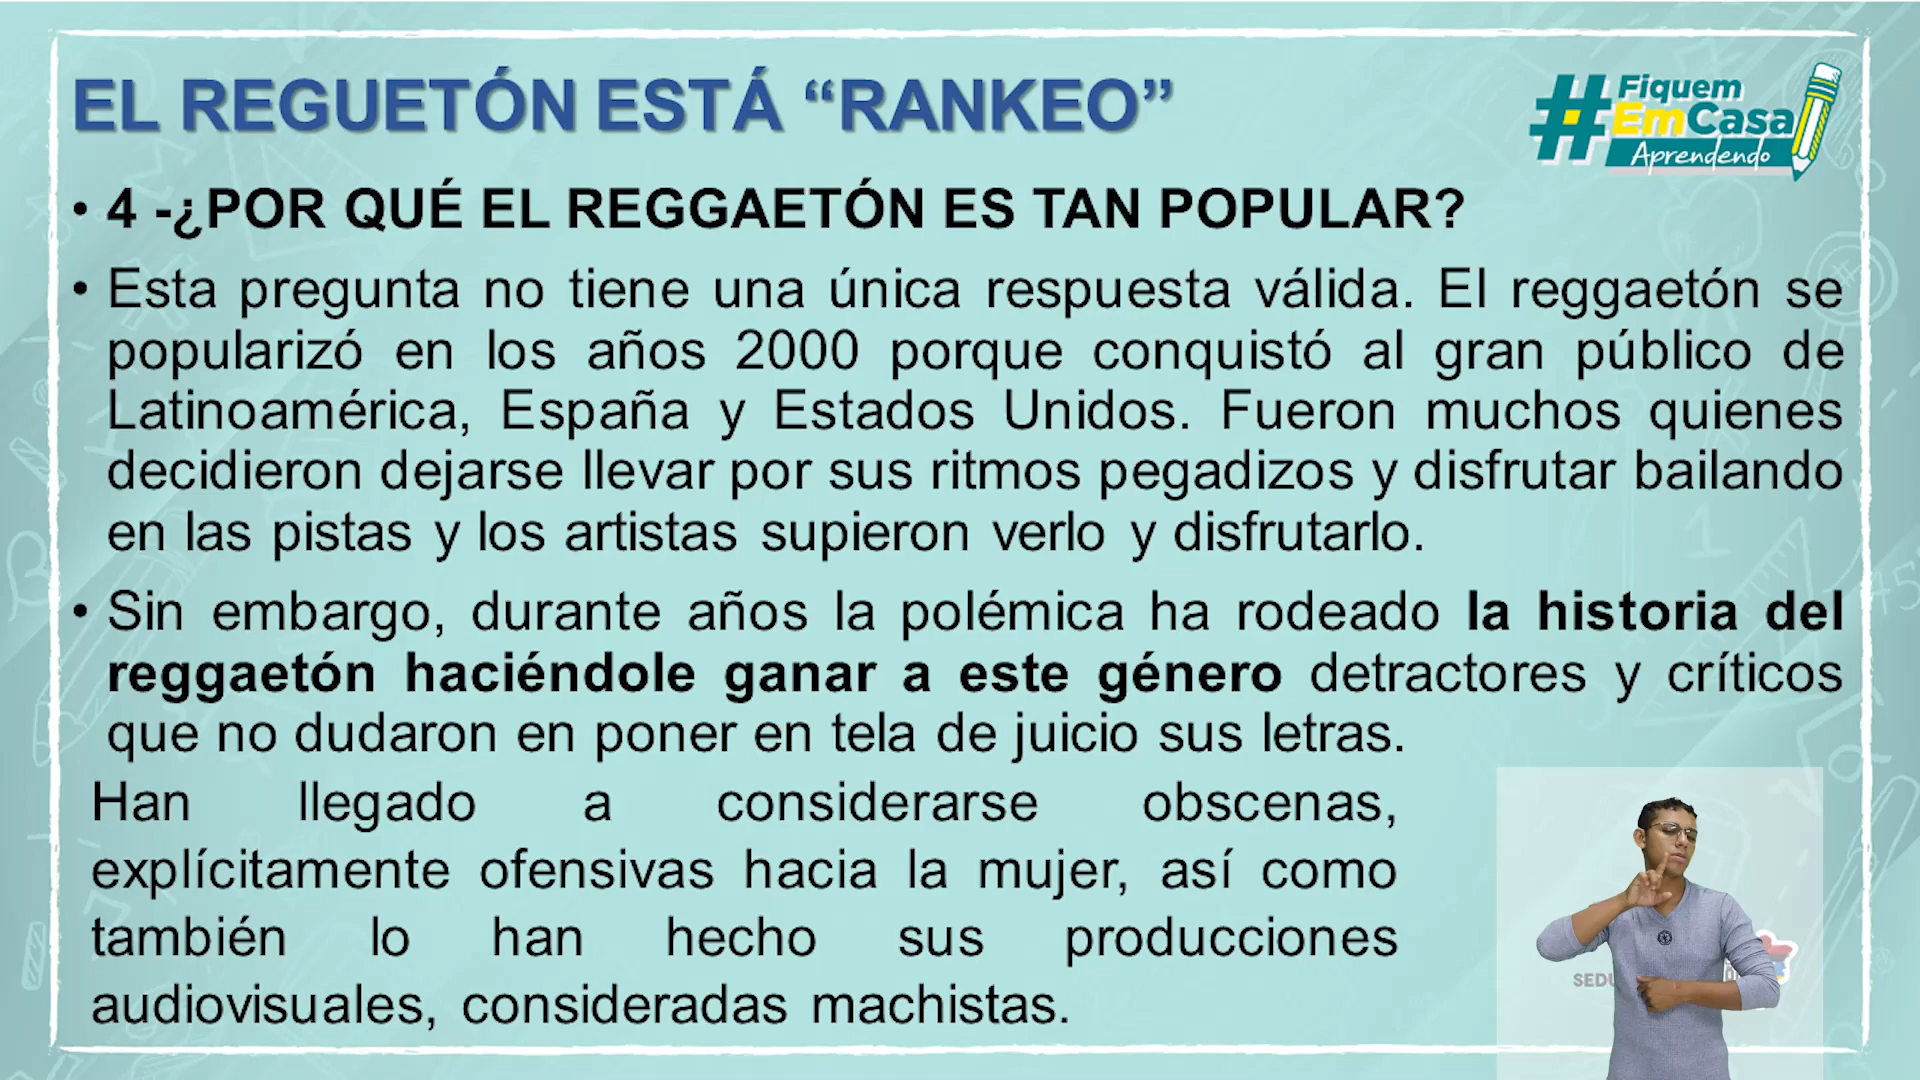 EL REGUETÓN ESTÁ “RANKEO”
#Fiquem
EmCasa
Aprendendo
• 4 -¿POR QUÉ EL REGGAETÓN ES TAN POPULAR?
• Esta pregunta no tiene una única respuesta válida. El reggaetón se
popularizó en los años 2000 porque conquistó al gran público de
Latinoamérica, España y Estados Unidos. Fueron muchos quienes
decidieron dejarse llevar por sus ritmos pegadizos y disfrutar bailando
en las pistas y los artistas supieron verlo y disfrutarlo.
• Sin embargo, durante años la polémica ha rodeado la historia del
reggaetón haciéndole ganar a este género detractores y críticos
que no dudaron en poner en tela de juicio sus letras.
Han llegado a considerarse obscenas,
explícitamente ofensivas hacia la mujer, así como
también lo han hecho sus producciones
audiovisuales, consideradas machistas.